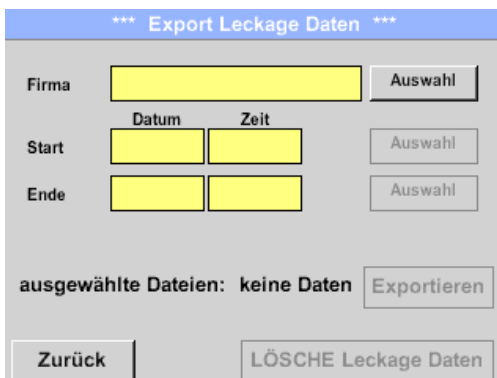 *** Export Leckage Daten ***
Firma Auswahl
Datum Zeit
Start Auswahl
Ende Auswahl
ausgewählte Dateien: keine Daten Exportieren
Zurück LÖSCHE Leckage Daten